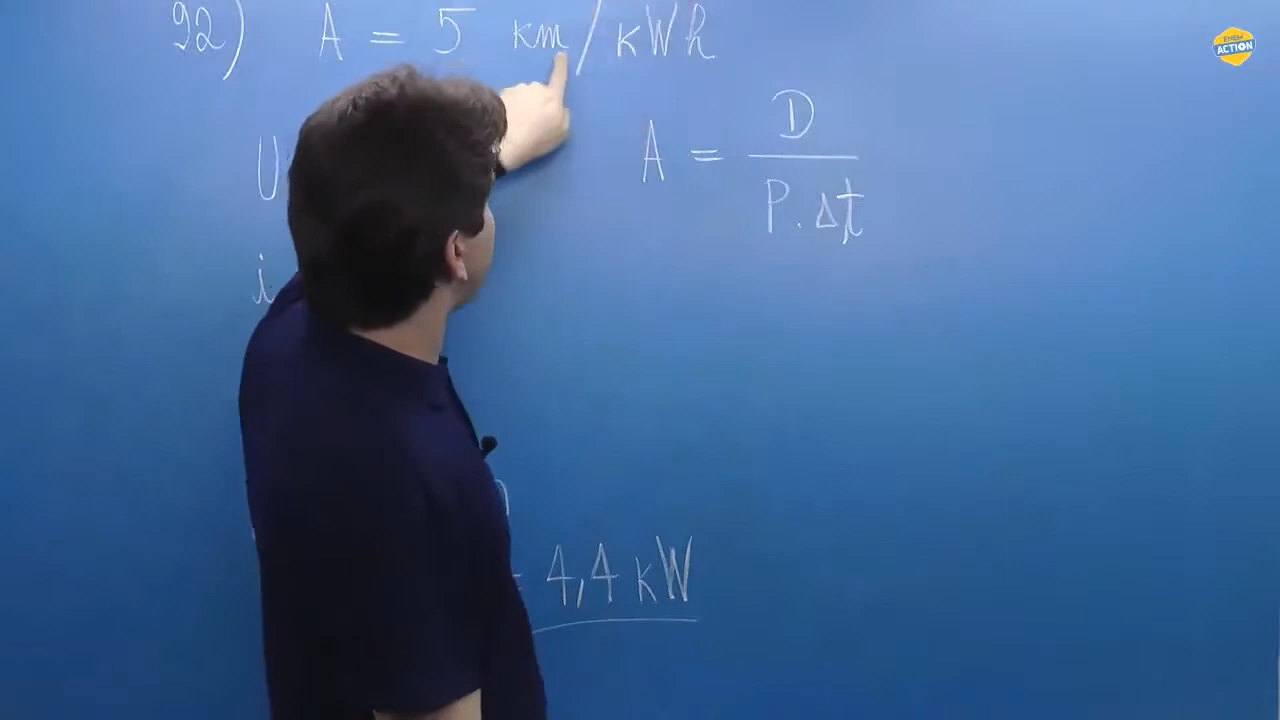 92) A = 5 km/kWh
U
A = D / P.Δt
i
= 4,4 kW
ENEM ACTION